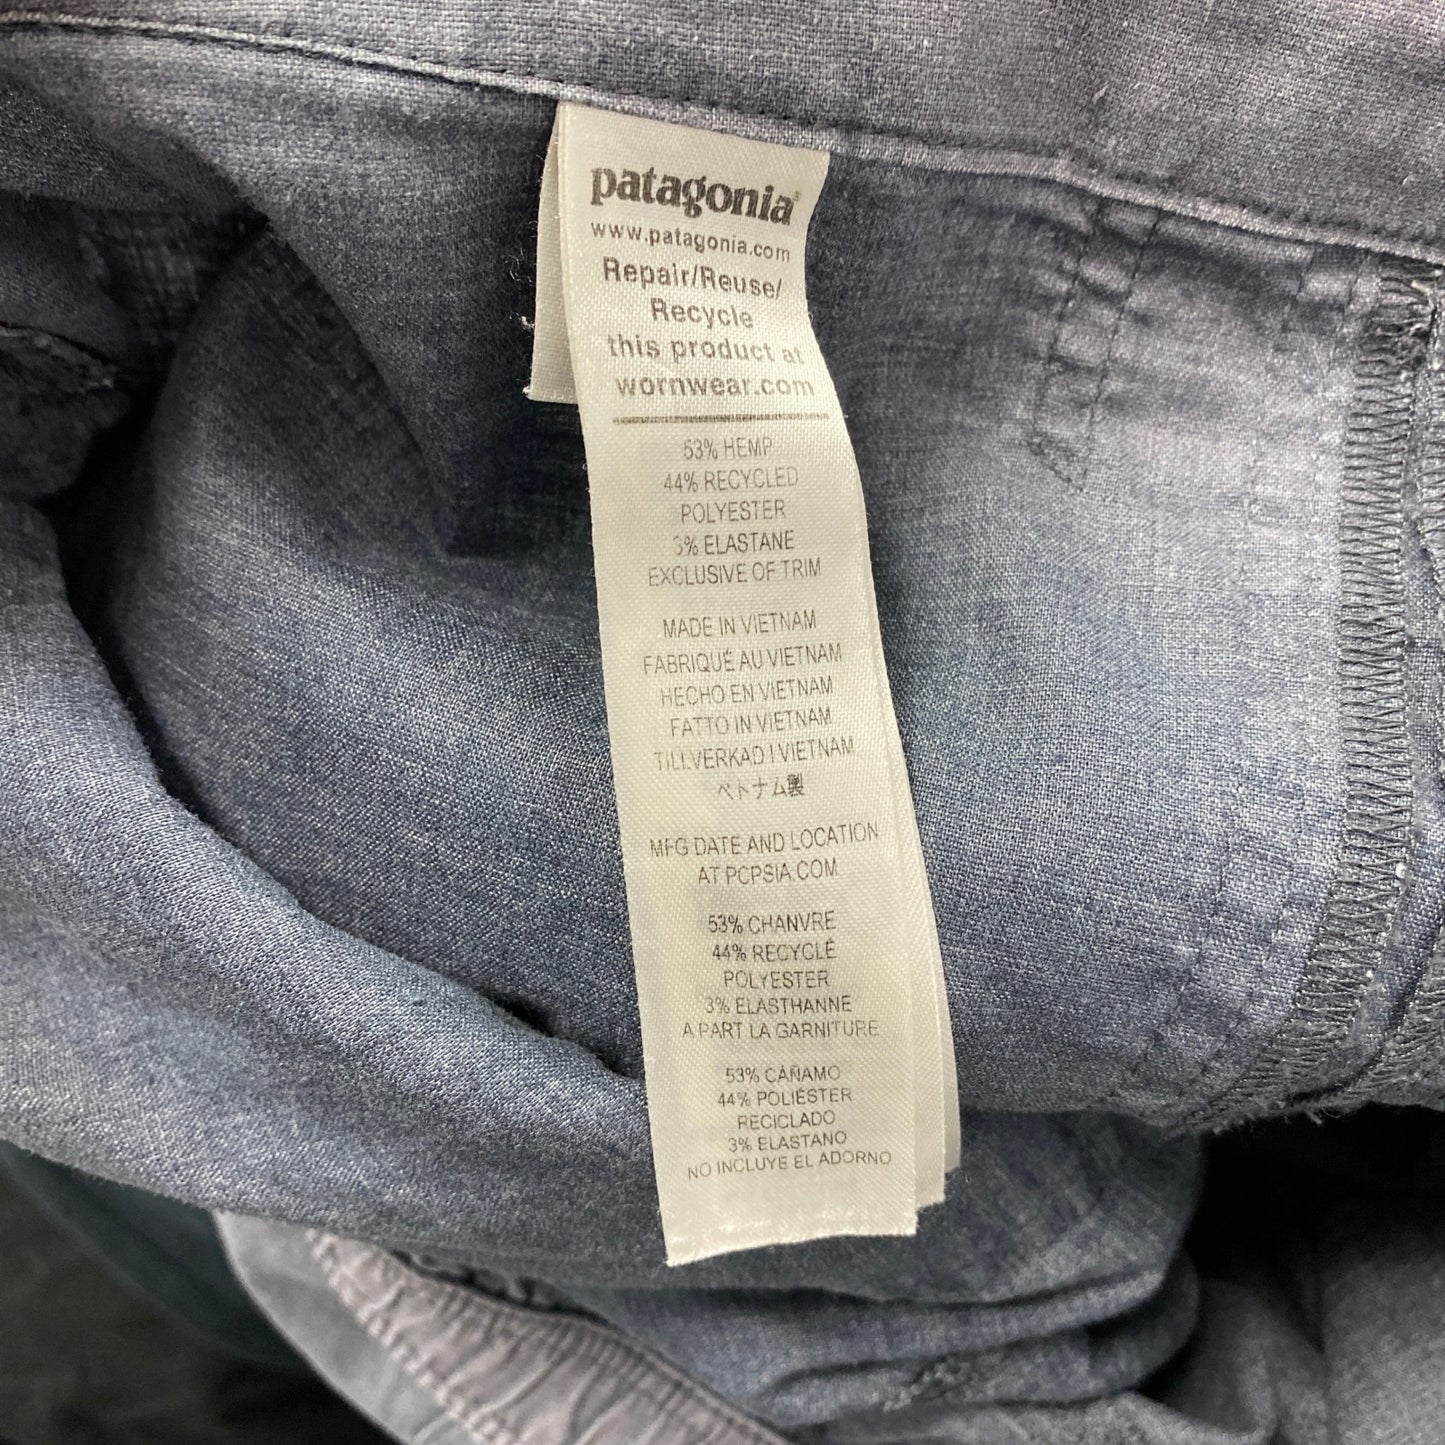 patagonia®
www.patagonia.com
Repair/Reuse/
Recycle
this product at
wornwear.com
53% HEMP
44% RECYCLED
POLYESTER
3% ELASTANE
EXCLUSIVE OF TRIM
MADE IN VIETNAM
FABRIQUÉ AU VIETNAM
HECHO EN VIETNAM
FATTO IN VIETNAM
TILLVERKAD I VIETNAM
ベトナム製
MFG DATE AND LOCATION
AT PCPSIA.COM
53% CHANVRE
44% RECYCLÉ
POLYESTER
3% ELASTHANNE
A PART LA GARNITURE
53% CÁÑAMO
44% POLIÉSTER
RECICLADO
3% ELASTANO
NO INCLUYE EL ADORNO